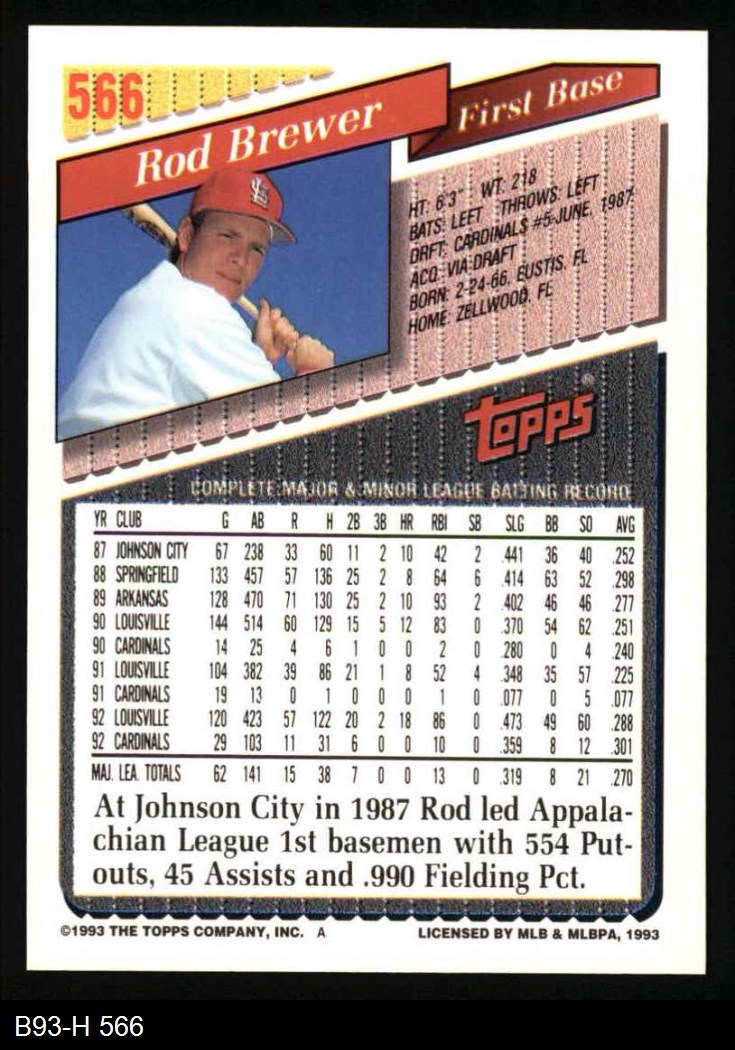 566
Rod Brewer
First Base
HT: 6'3" WT: 218
BATS: LEFT THROWS: LEFT
DRFT: CARDINALS #5-JUNE, 1987
ACQ: VIA DRAFT
BORN: 2-24-66, EUSTIS, FL
HOME: ZELLWOOD, FL
TOPPS®
COMPLETE MAJOR & MINOR LEAGUE BATTING RECORD
YR CLUB G AB R H 2B 3B HR RBI SB SLG BB SO AVG
87 JOHNSON CITY 67 238 33 60 11 2 10 42 2 .441 36 40 .252
88 SPRINGFIELD 133 457 57 136 25 2 8 64 6 .414 63 52 .298
89 ARKANSAS 128 470 71 130 25 2 10 93 2 .402 46 46 .277
90 LOUISVILLE 144 514 60 129 15 5 12 83 0 .370 54 62 .251
90 CARDINALS 14 25 4 6 1 0 0 2 0 .280 0 4 .240
91 LOUISVILLE 104 382 39 86 21 1 8 52 4 .348 35 57 .225
91 CARDINALS 19 13 0 1 0 0 0 1 0 .077 0 5 .077
92 LOUISVILLE 120 423 57 122 20 2 18 86 0 .473 49 60 .288
92 CARDINALS 29 103 11 31 6 0 0 10 0 .359 8 12 .301
MAJ. LEA. TOTALS 62 141 15 38 7 0 0 13 0 .319 8 21 .270
At Johnson City in 1987 Rod led Appala-
chian League 1st basemen with 554 Put-
outs, 45 Assists and .990 Fielding Pct.
©1993 THE TOPPS COMPANY, INC. A LICENSED BY MLB & MLBPA, 1993
B93-H 566